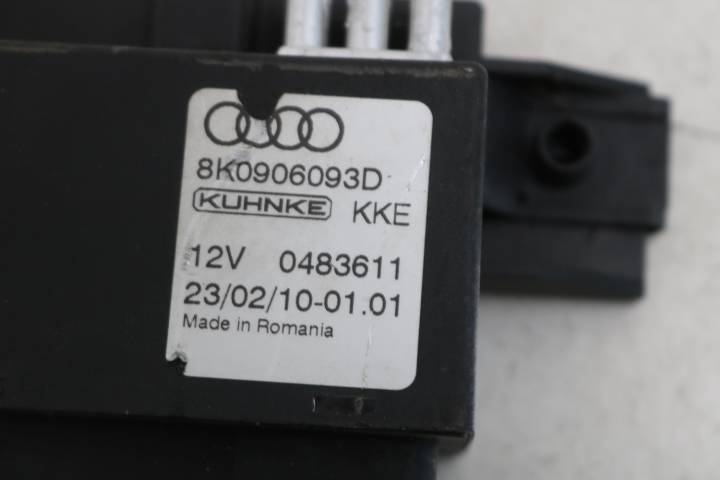 8K0906093D
KUHNKE KKE
12V 0483611
23/02/10-01.01
Made in Romania